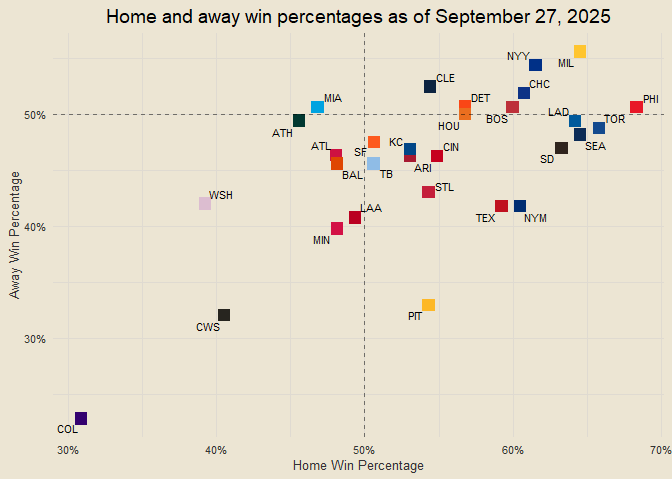 Home and away win percentages as of September 27, 2025
Away Win Percentage
50%
40%
30%
NYY
MIL
CLE
CHC
DET
MIA
PHI
HOU
BOS
LAD
TOR
ATH
ATL
SF
KC
CIN
SEA
SD
BAL
TB
ARI
STL
WSH
LAA
TEX
NYM
MIN
PIT
CWS
COL
30%
40%
50%
60%
70%
Home Win Percentage